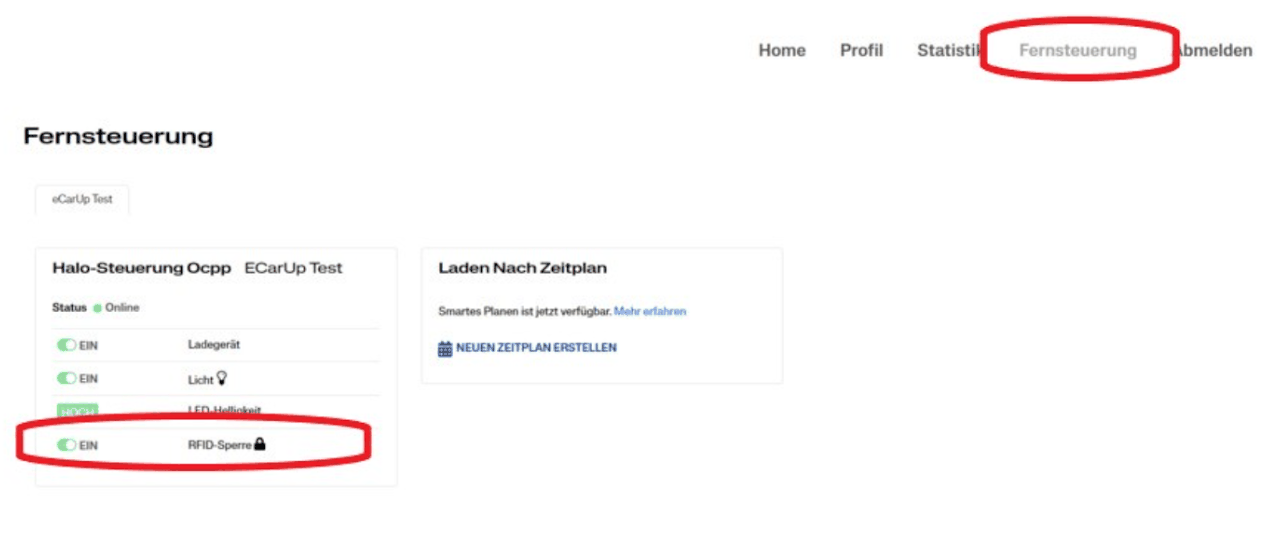 Home Profil Statistik Fernsteuerung Abmelden
Fernsteuerung
eCarUp Test
Halo-Steuerung Ocpp ECarUp Test
Status Online
EIN Ladegerät
EIN Licht
HOCH LED-Helligkeit
EIN RFID-Sperre
Laden Nach Zeitplan
Smartes Planen ist jetzt verfügbar. Mehr erfahren
NEUEN ZEITPLAN ERSTELLEN